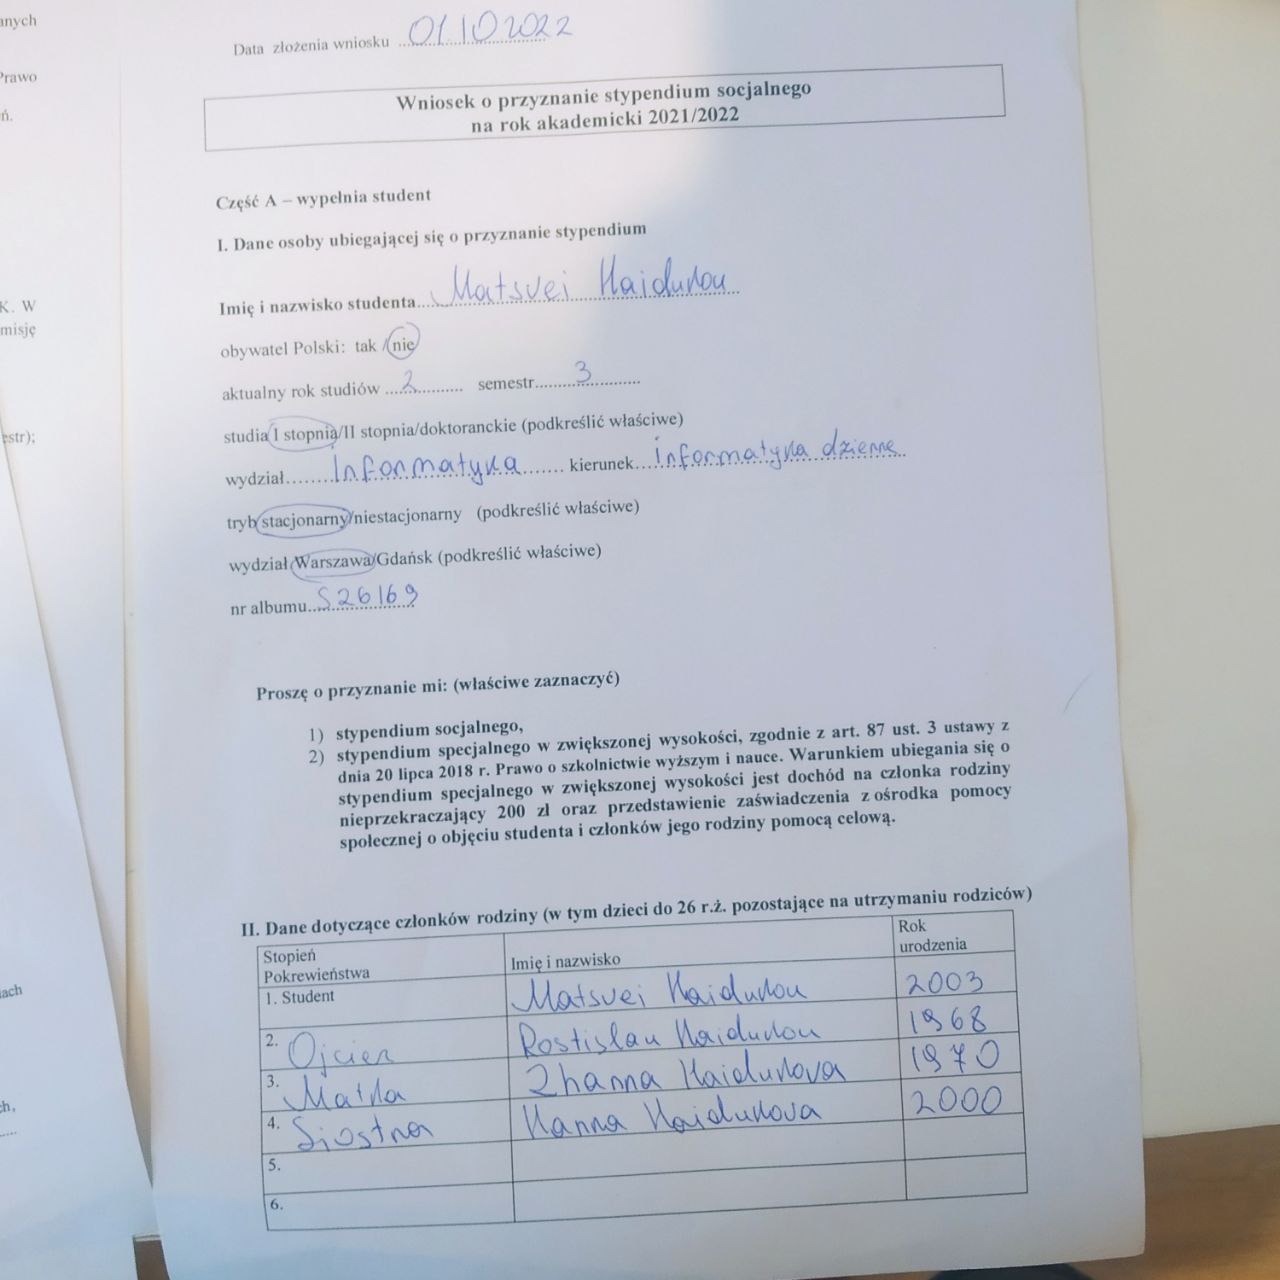 anych
Prawo
ń.
K. W
misję
estr);
ach
ch,
Data złożenia wniosku 01.10 2022
Wniosek o przyznanie stypendium socjalnego
na rok akademicki 2021/2022
Część A – wypełnia student
I. Dane osoby ubiegającej się o przyznanie stypendium
Imię i nazwisko studenta.... Matsvei Haidukou
obywatel Polski: tak / nie
aktualny rok studiów ....2.......... semestr........3............
studia I stopnia/II stopnia/doktoranckie (podkreślić właściwe)
wydział........Informatyka....... kierunek....informatyka dzienne..
tryb stacjonarny/niestacjonarny (podkreślić właściwe)
wydział Warszawa/Gdańsk (podkreślić właściwe)
nr albumu...S26169
Proszę o przyznanie mi: (właściwe zaznaczyć)
1) stypendium socjalnego,
2) stypendium specjalnego w zwiększonej wysokości, zgodnie z art. 87 ust. 3 ustawy z
dnia 20 lipca 2018 r. Prawo o szkolnictwie wyższym i nauce. Warunkiem ubiegania się o
stypendium specjalnego w zwiększonej wysokości jest dochód na członka rodziny
nieprzekraczający 200 zł oraz przedstawienie zaświadczenia z ośrodka pomocy
społecznej o objęciu studenta i członków jego rodziny pomocą celową.
II. Dane dotyczące członków rodziny (w tym dzieci do 26 r.ż. pozostające na utrzymaniu rodziców)
Stopień
Pokrewieństwa
Imię i nazwisko
Rok
urodzenia
1. Student Matsvei Haidukou 2003
2. Ojciec Rostislau Haidukou 1968
3. Matka Zhanna Haidukova 1970
4. Siostra Hanna Haidukova 2000
5.
6.